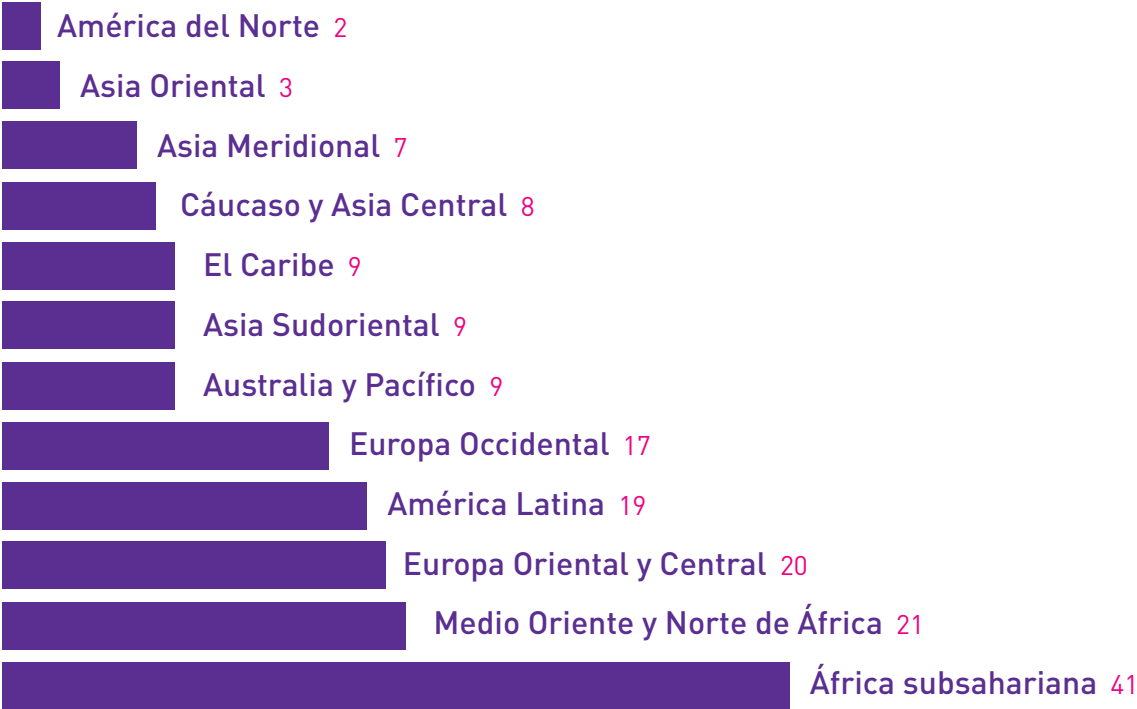 América del Norte 2
Asia Oriental 3
Asia Meridional 7
Cáucaso y Asia Central 8
El Caribe 9
Asia Sudoriental 9
Australia y Pacífico 9
Europa Occidental 17
América Latina 19
Europa Oriental y Central 20
Medio Oriente y Norte de África 21
África subsahariana 41